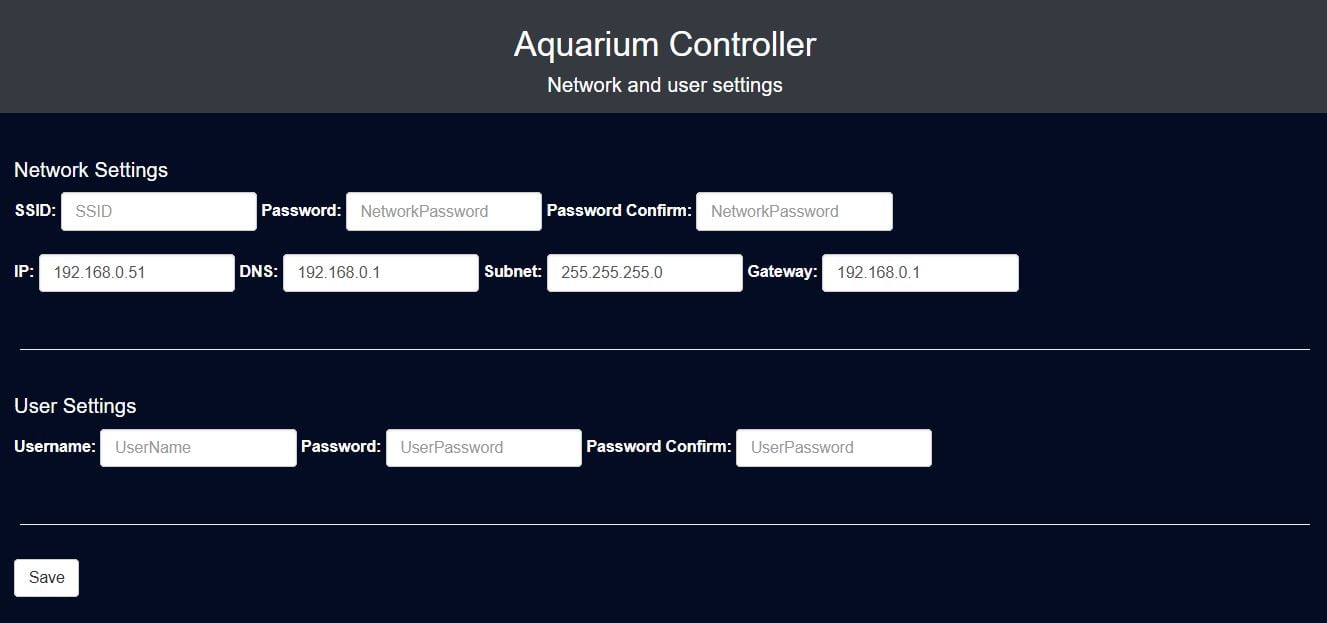 Aquarium Controller
Network and user settings
Network Settings
SSID: SSID Password: NetworkPassword Password Confirm: NetworkPassword
IP: 192.168.0.51 DNS: 192.168.0.1 Subnet: 255.255.255.0 Gateway: 192.168.0.1
User Settings
Username: UserName Password: UserPassword Password Confirm: UserPassword
Save